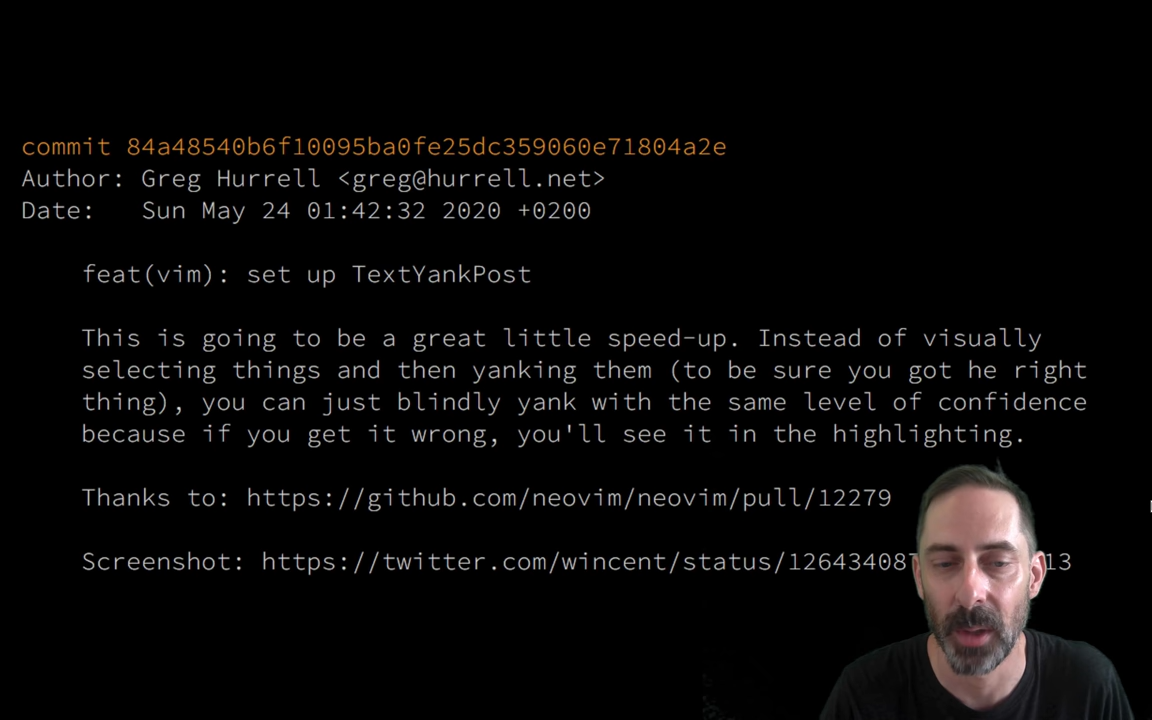 commit 84a48540b6f10095ba0fe25dc359060e71804a2e
Author: Greg Hurrell <greg@hurrell.net>
Date:   Sun May 24 01:42:32 2020 +0200
feat(vim): set up TextYankPost
This is going to be a great little speed-up. Instead of visually
selecting things and then yanking them (to be sure you got he right
thing), you can just blindly yank with the same level of confidence
because if you get it wrong, you'll see it in the highlighting.
Thanks to: https://github.com/neovim/neovim/pull/12279
Screenshot: